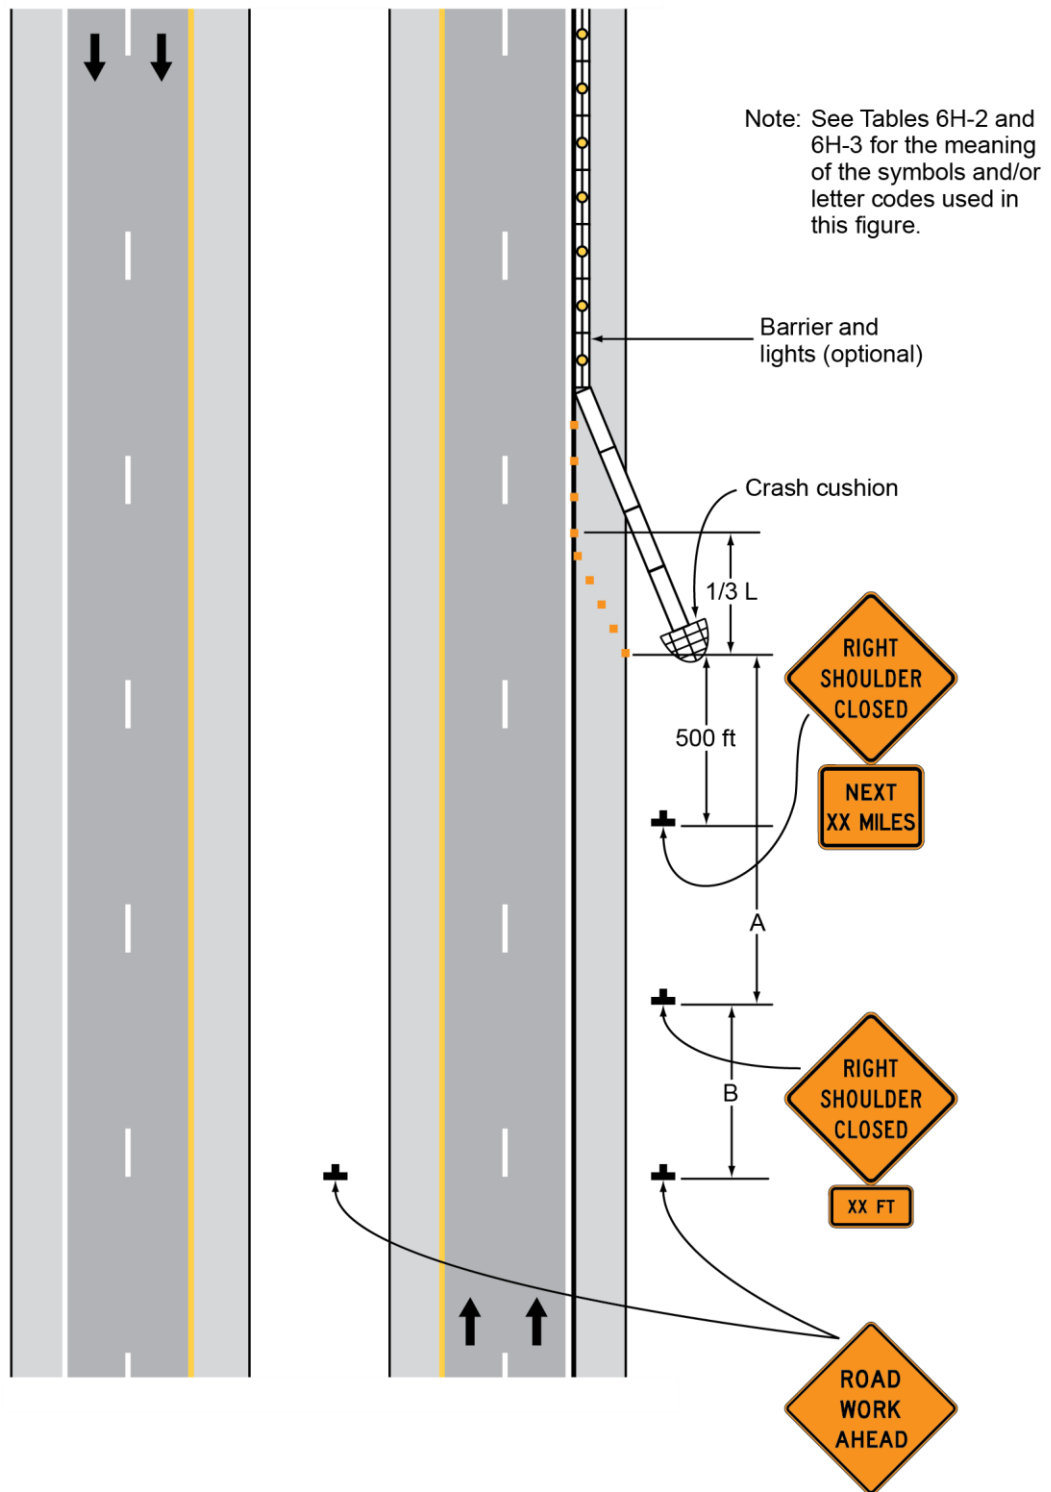 Note: See Tables 6H-2 and
6H-3 for the meaning
of the symbols and/or
letter codes used in
this figure.
Barrier and
lights (optional)
Crash cushion
1/3 L
RIGHT
SHOULDER
CLOSED
500 ft
NEXT
XX MILES
A
RIGHT
SHOULDER
CLOSED
B
XX FT
ROAD
WORK
AHEAD